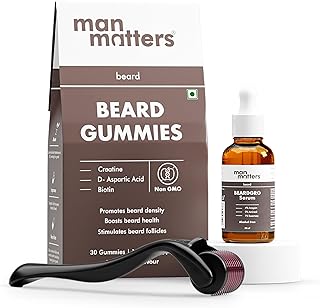 man
matters
beard
BEARD
GUMMIES
Creatine
D- Aspartic Acid
Biotin
Non GMO
Promotes beard density
Boosts beard health
Stimulates beard follicles
30 Gummies
man
matters
beard
BEARDGRO
Serum